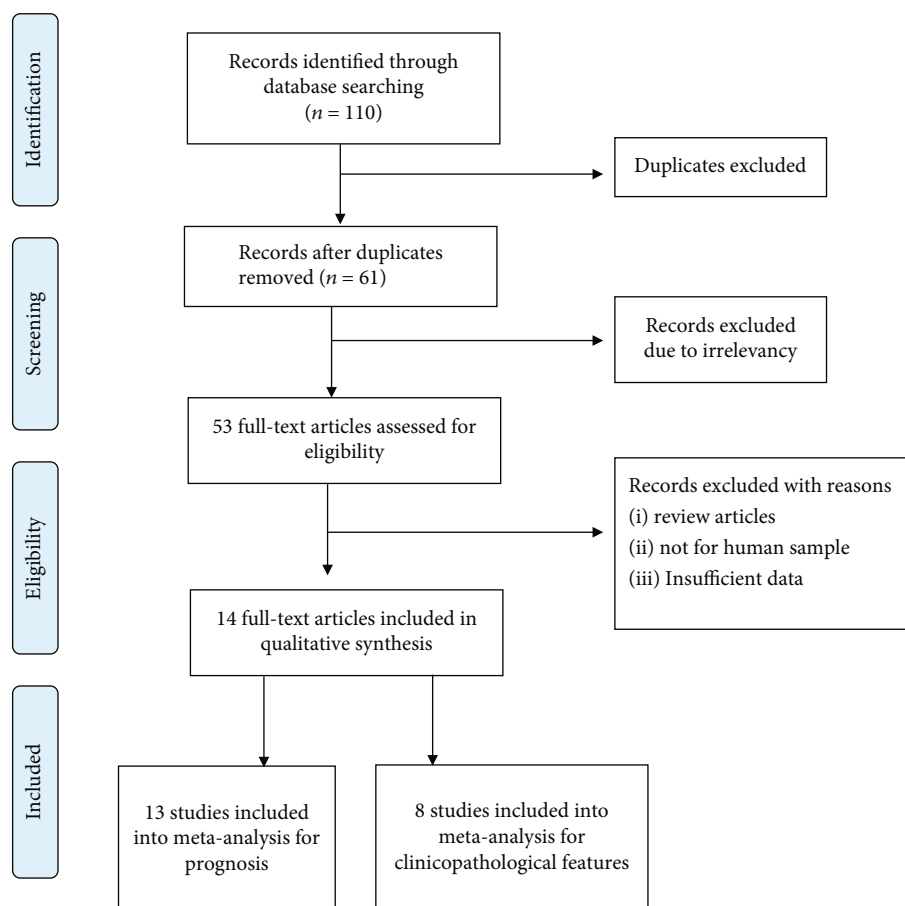 Identification
Records identified through
database searching
(n = 110)
Duplicates excluded
Screening
Records after duplicates
removed (n = 61)
Records excluded
due to irrelevancy
53 full-text articles assessed for
eligibility
Eligibility
Records excluded with reasons
(i) review articles
(ii) not for human sample
(iii) Insufficient data
14 full-text articles included in
qualitative synthesis
Included
13 studies included
into meta-analysis for
prognosis
8 studies included into
meta-analysis for
clinicopathological features